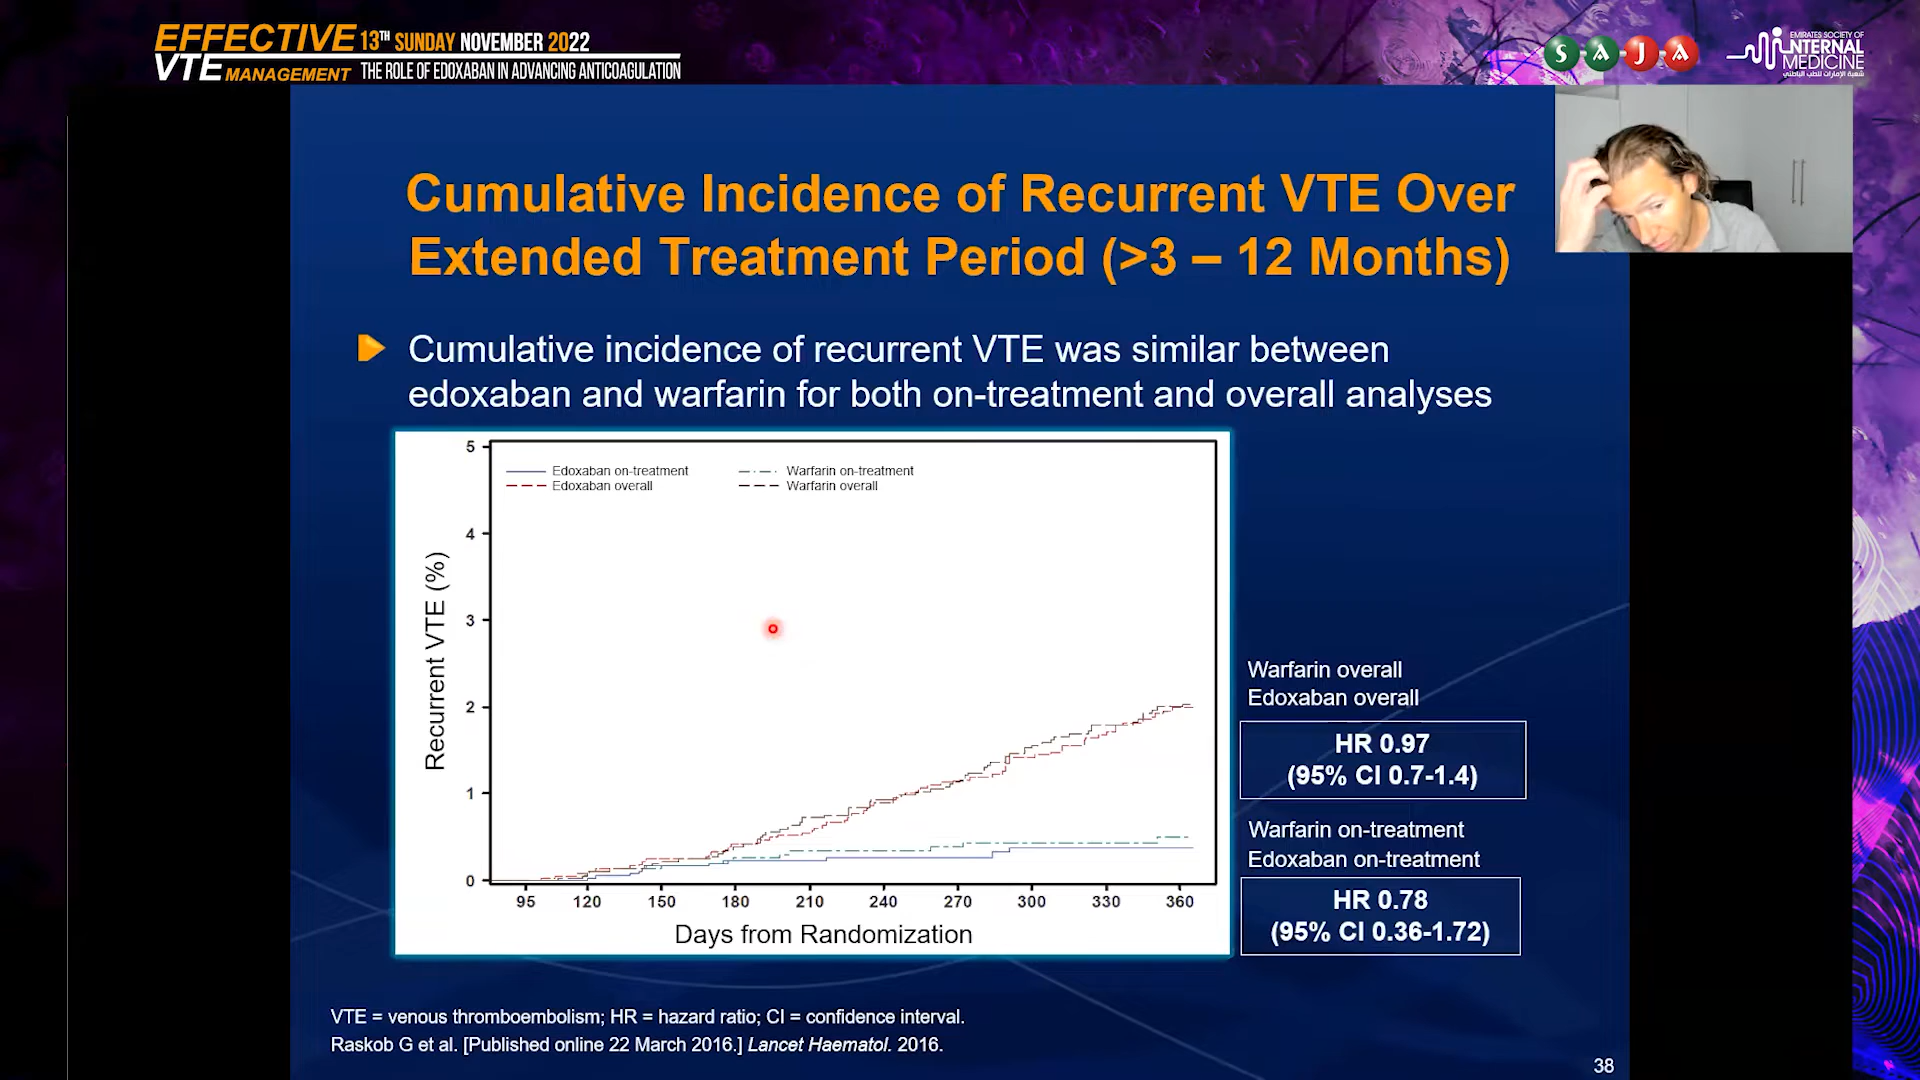 EFFECTIVE 13TH SUNDAY NOVEMBER 2022
VTE MANAGEMENT THE ROLE OF EDOXABAN IN ADVANCING ANTICOAGULATION
SAJA
EMIRATES SOCIETY OF
INTERNAL
MEDICINE
شعبة الإمارات للطب الباطني
Cumulative Incidence of Recurrent VTE Over
Extended Treatment Period (>3 – 12 Months)
Cumulative incidence of recurrent VTE was similar between
edoxaban and warfarin for both on-treatment and overall analyses
Edoxaban on-treatment
Edoxaban overall
Warfarin on-treatment
Warfarin overall
Recurrent VTE (%)
5
4
3
2
1
0
95 120 150 180 210 240 270 300 330 360
Days from Randomization
Warfarin overall
Edoxaban overall
HR 0.97
(95% CI 0.7-1.4)
Warfarin on-treatment
Edoxaban on-treatment
HR 0.78
(95% CI 0.36-1.72)
VTE = venous thromboembolism; HR = hazard ratio; CI = confidence interval.
Raskob G et al. [Published online 22 March 2016.] Lancet Haematol. 2016.
38